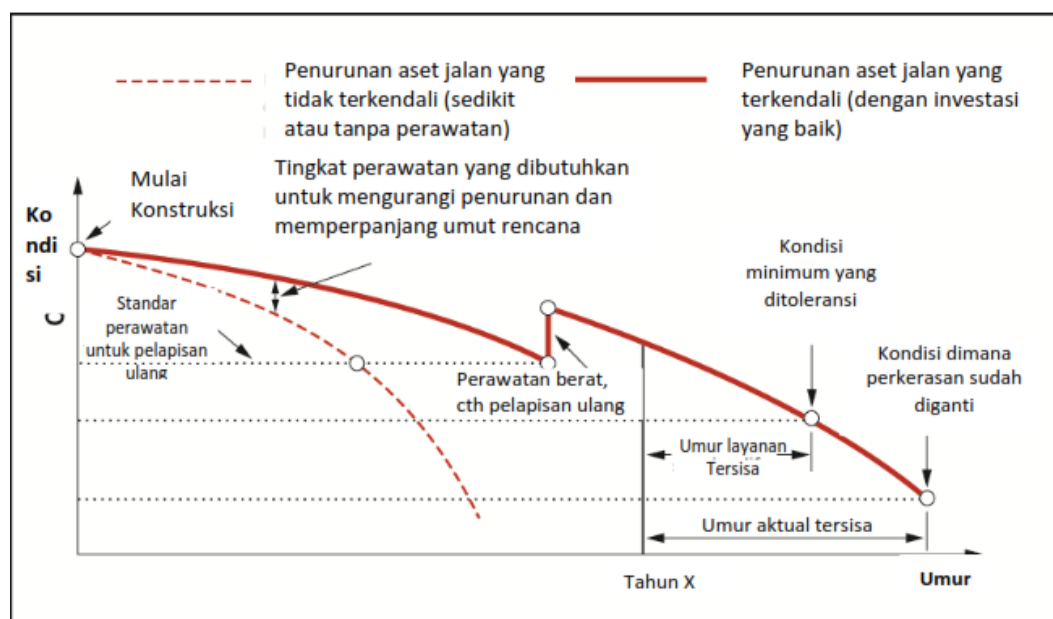 Penurunan aset jalan yang
tidak terkendali (sedikit
atau tanpa perawatan)
Penurunan aset jalan yang
terkendali (dengan investasi
yang baik)
Tingkat perawatan yang dibutuhkan
untuk mengurangi penurunan dan
memperpanjang umut rencana
Mulai
Konstruksi
Ko
ndi
si
C
Standar
perawatan
untuk pelapisan
ulang
Perawatan berat,
cth pelapisan ulang
Kondisi
minimum yang
ditoleransi
Kondisi dimana
perkerasan sudah
diganti
Umur layanan
Tersisa
Umur aktual tersisa
Tahun X
Umur